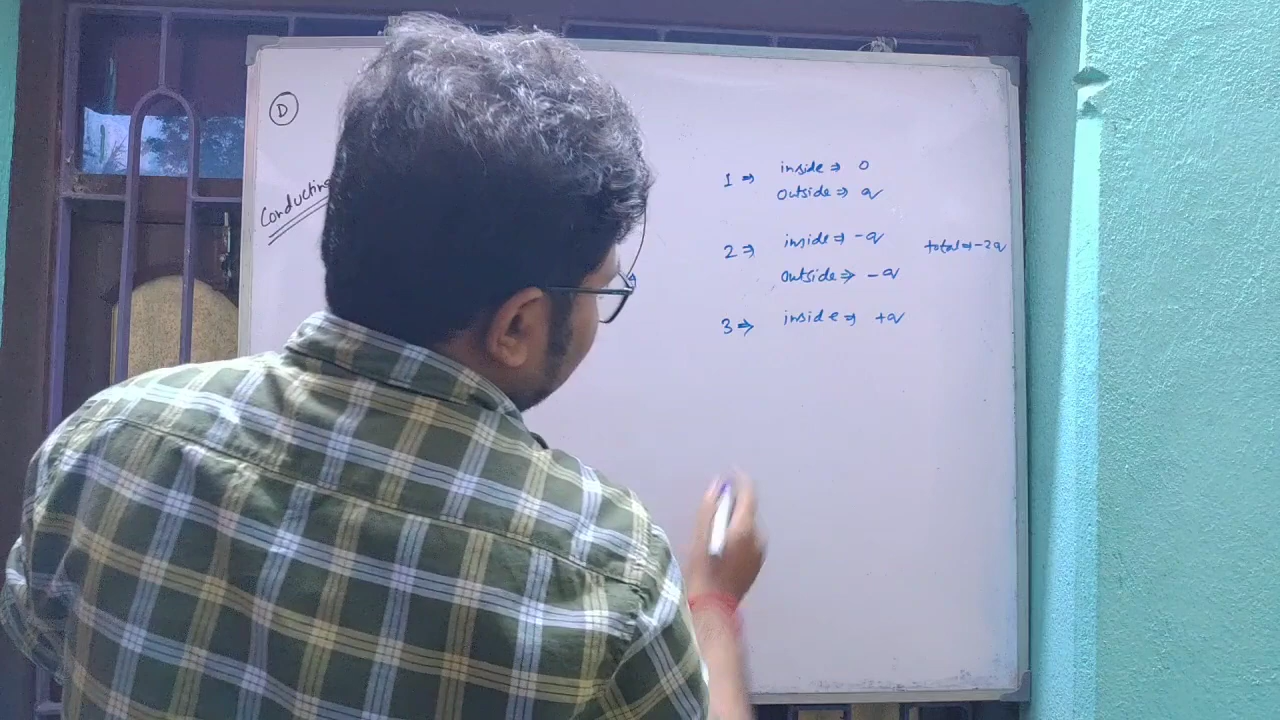 D
Conducting
1 ⇒ inside ⇒ 0
outside ⇒ q
2 ⇒ inside ⇒ -q total ⇒ -2q
outside ⇒ -q
3 ⇒ inside ⇒ +q